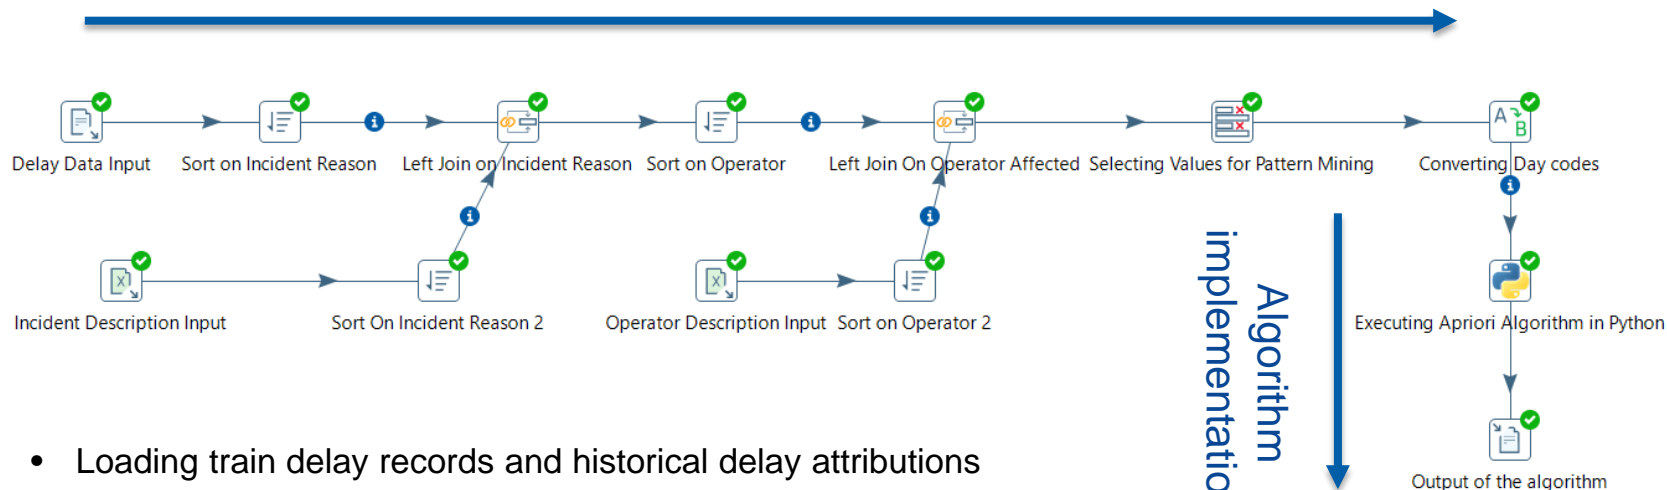 Delay Data Input
Sort on Incident Reason
Left Join on Incident Reason
Sort on Operator
Left Join On Operator Affected
Selecting Values for Pattern Mining
A
B
Converting Day codes
Incident Description Input
Sort On Incident Reason 2
Operator Description Input
Sort on Operator 2
Algorithm
implementatio
Executing Apriori Algorithm in Python
Output of the algorithm
• Loading train delay records and historical delay attributions